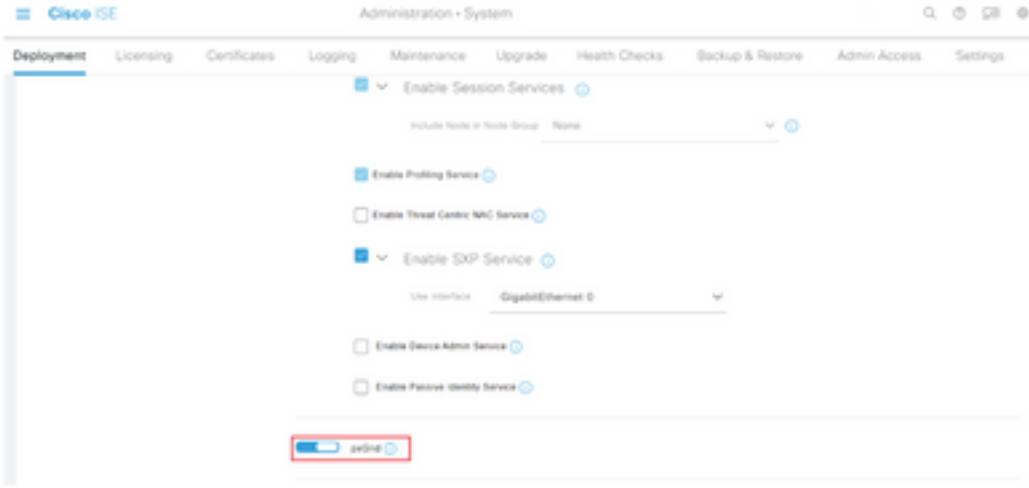 Cisco ISE
Administration • System
Deployment Licensing Certificates Logging Maintenance Upgrade Health Checks Backup & Restore Admin Access Settings
Enable Session Services
Include Node in Node Group None
Enable Profiling Service
Enable Threat Centric NAC Service
Enable SXP Service
Use Interface GigabitEthernet 0
Enable Device Admin Service
Enable Passive Identity Service
pxGrid